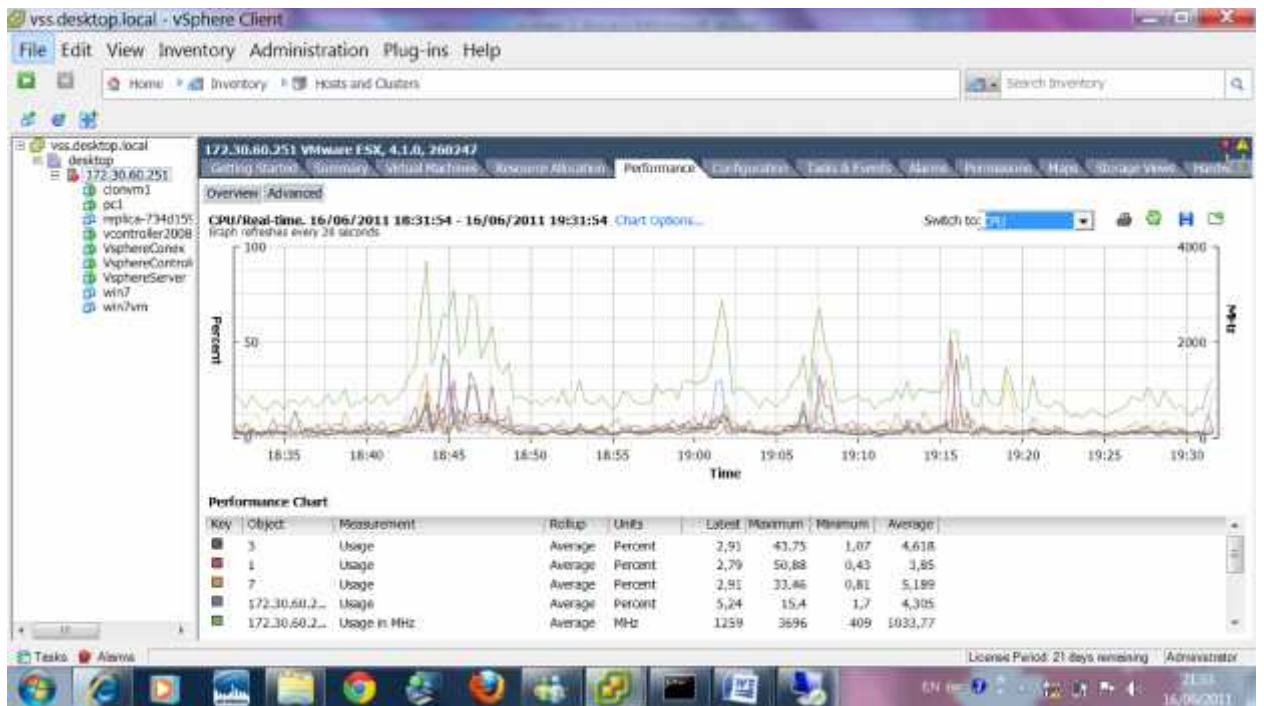 vss.desktop.local - vSphere Client
File Edit View Inventory Administration Plug-ins Help
Home Inventory Hosts and Clusters
Search Inventory
vss.desktop.local
desktop
172.30.60.251
clonvm1
pc1
replica-734d159
vcontroller2008
VsphereConex
VsphereControll
VsphereServer
win7
win7vm
172.30.60.251 VMware ESX, 4.1.0, 260247
Getting Started Summary Virtual Machines Resource Allocation Performance Configuration Tasks & Events Alarms Permissions Maps Storage Views
Overview Advanced
CPU/Real-time, 16/06/2011 18:31:54 - 16/06/2011 19:31:54 Chart Options... Switch to: CPU
Graph refreshes every 20 seconds
100 4000
50 2000
0 0
Percent
MHz
18:35 18:40 18:45 18:50 18:55 19:00 19:05 19:10 19:15 19:20 19:25 19:30
Time
Performance Chart
Key Object Measurement Rollup Units Latest Maximum Minimum Average
3 Usage Average Percent 2,91 43,75 1,07 4,618
1 Usage Average Percent 2,79 50,88 0,43 3,85
7 Usage Average Percent 2,91 33,46 0,81 5,189
172.30.60.2... Usage Average Percent 5,24 15,4 1,7 4,305
172.30.60.2... Usage in MHz Average MHz 1259 3696 409 1033,77
Tasks Alarms License Period: 21 days remaining Administrator
EN
21:33
16/06/2011